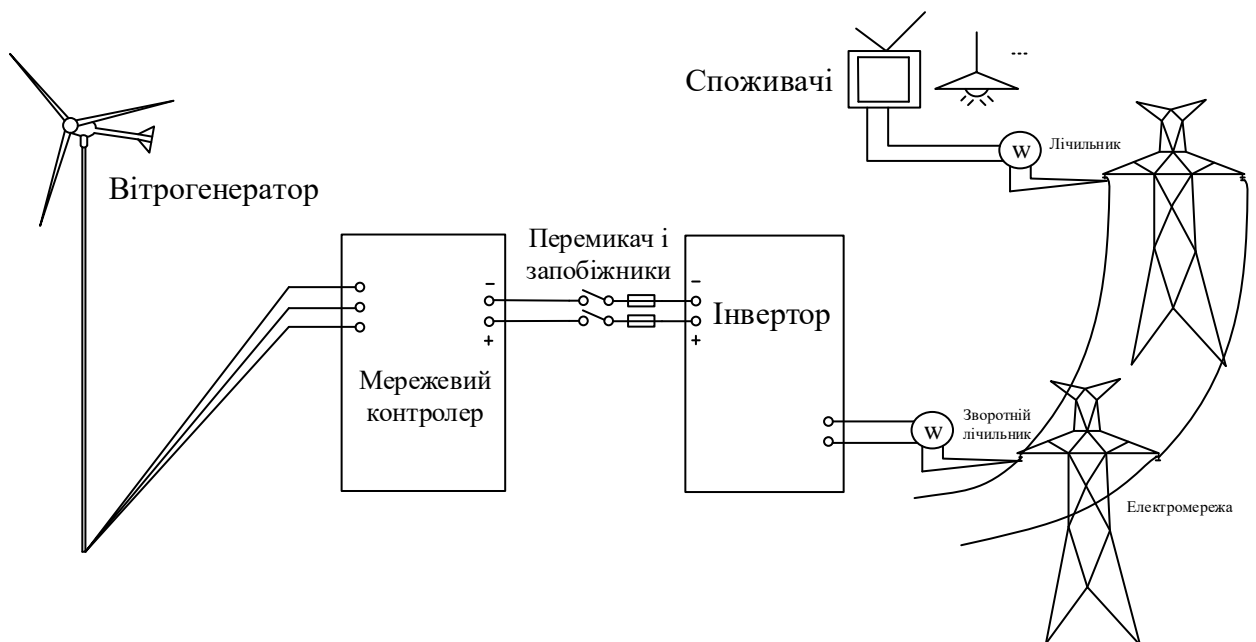 Споживачі
...
W
Лічильник
Вітрогенератор
Перемикач і
запобіжники
-
+
Мережевий
контролер
-
+
Інвертор
W
Зворотній
лічильник
Електромережа